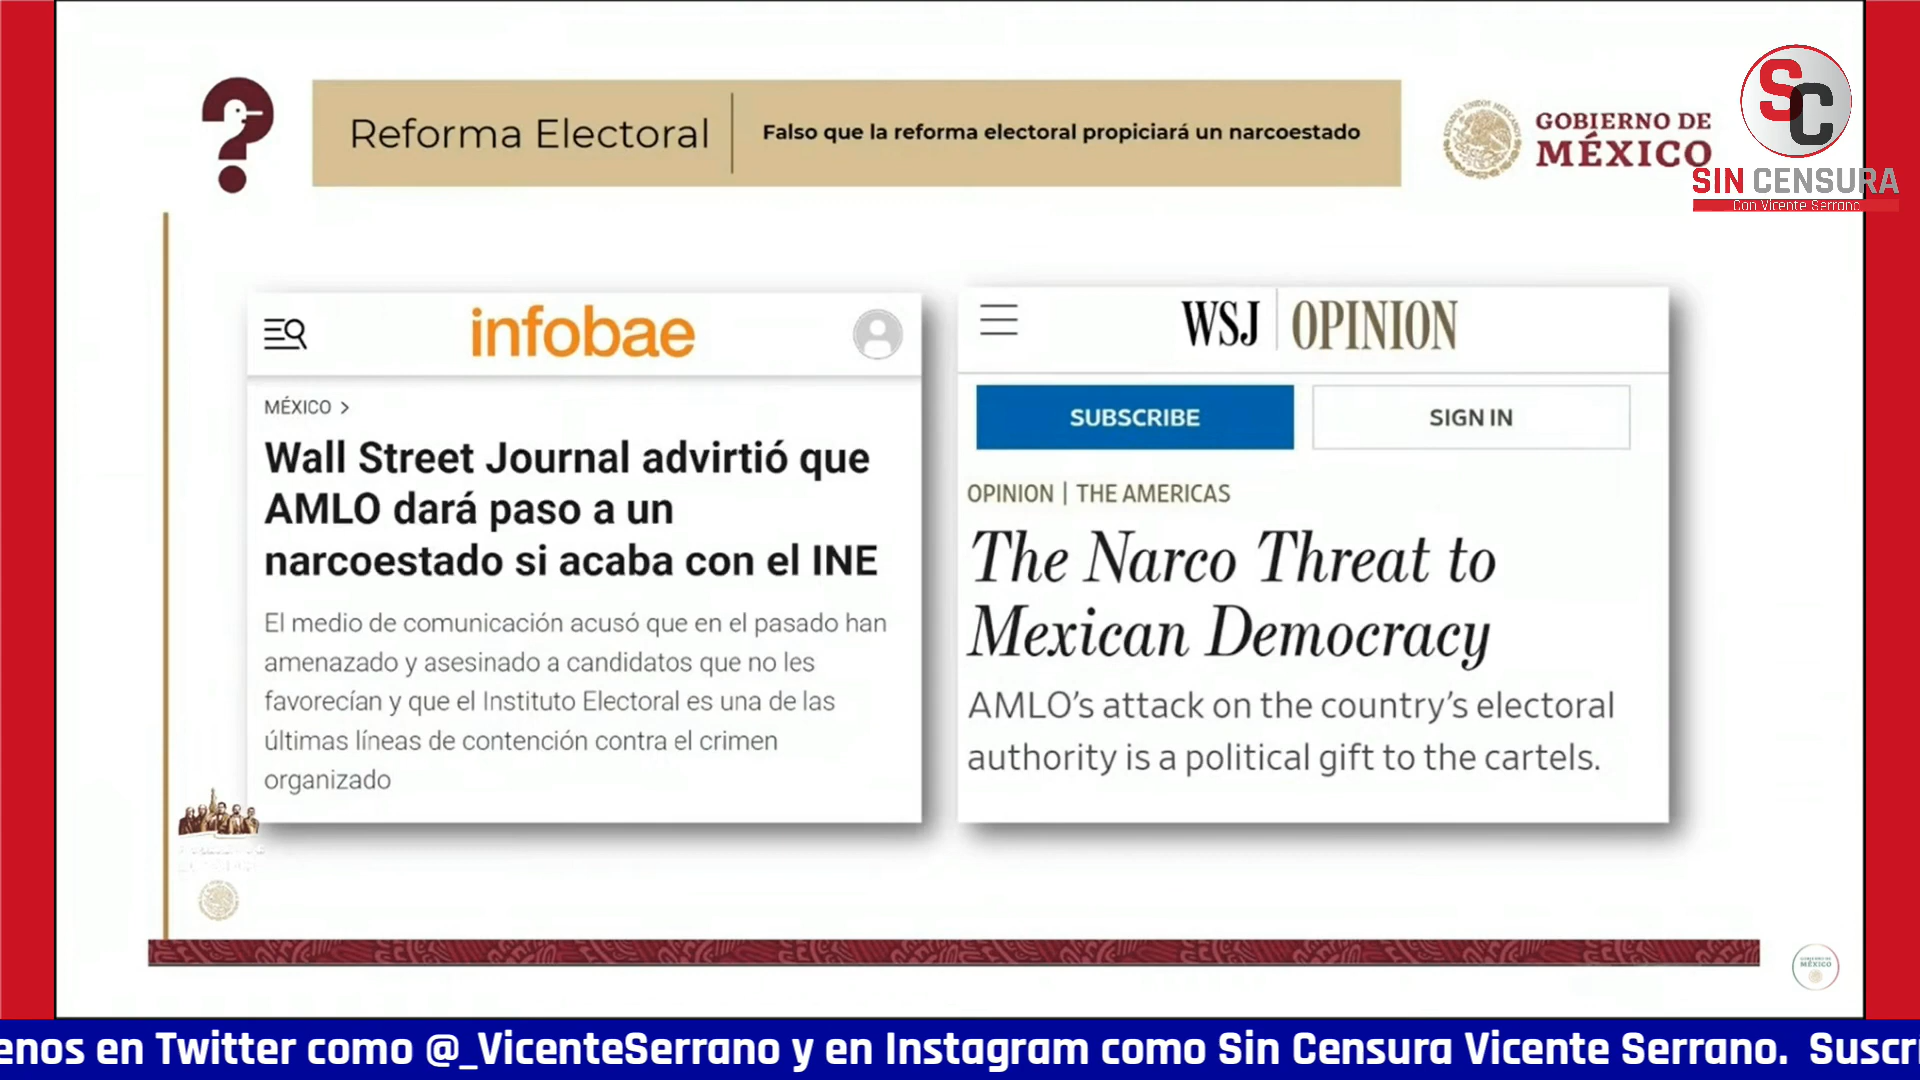 Reforma Electoral
Falso que la reforma electoral propiciará un narcoestado
GOBIERNO DE
MÉXICO
SC
SIN CENSURA
Con Vicente Serrano
infobae
MÉXICO >
Wall Street Journal advirtió que
AMLO dará paso a un
narcoestado si acaba con el INE
El medio de comunicación acusó que en el pasado han
amenazado y asesinado a candidatos que no les
favorecían y que el Instituto Electoral es una de las
últimas líneas de contención contra el crimen
organizado
WSJ | OPINION
SUBSCRIBE
SIGN IN
OPINION | THE AMERICAS
The Narco Threat to
Mexican Democracy
AMLO's attack on the country's electoral
authority is a political gift to the cartels.
GOBIERNO DE
MÉXICO
enos en Twitter como @_VicenteSerrano y en Instagram como Sin Censura Vicente Serrano. Suscr